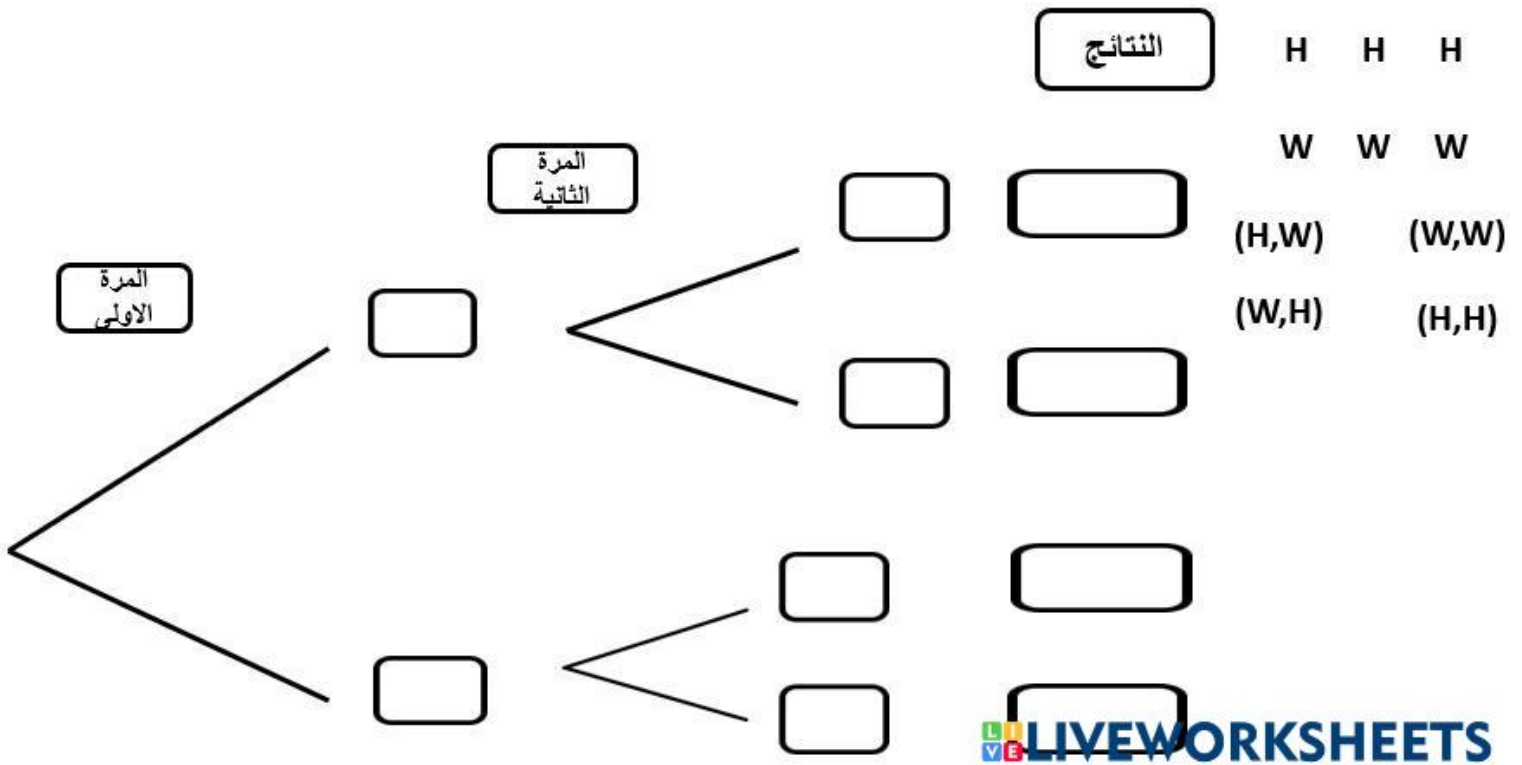 النتائج
H H H
W W W
المرة
الثانية
(H,W) (W,W)
المرة
الاولى
(W,H) (H,H)
LIVEWORKSHEETS